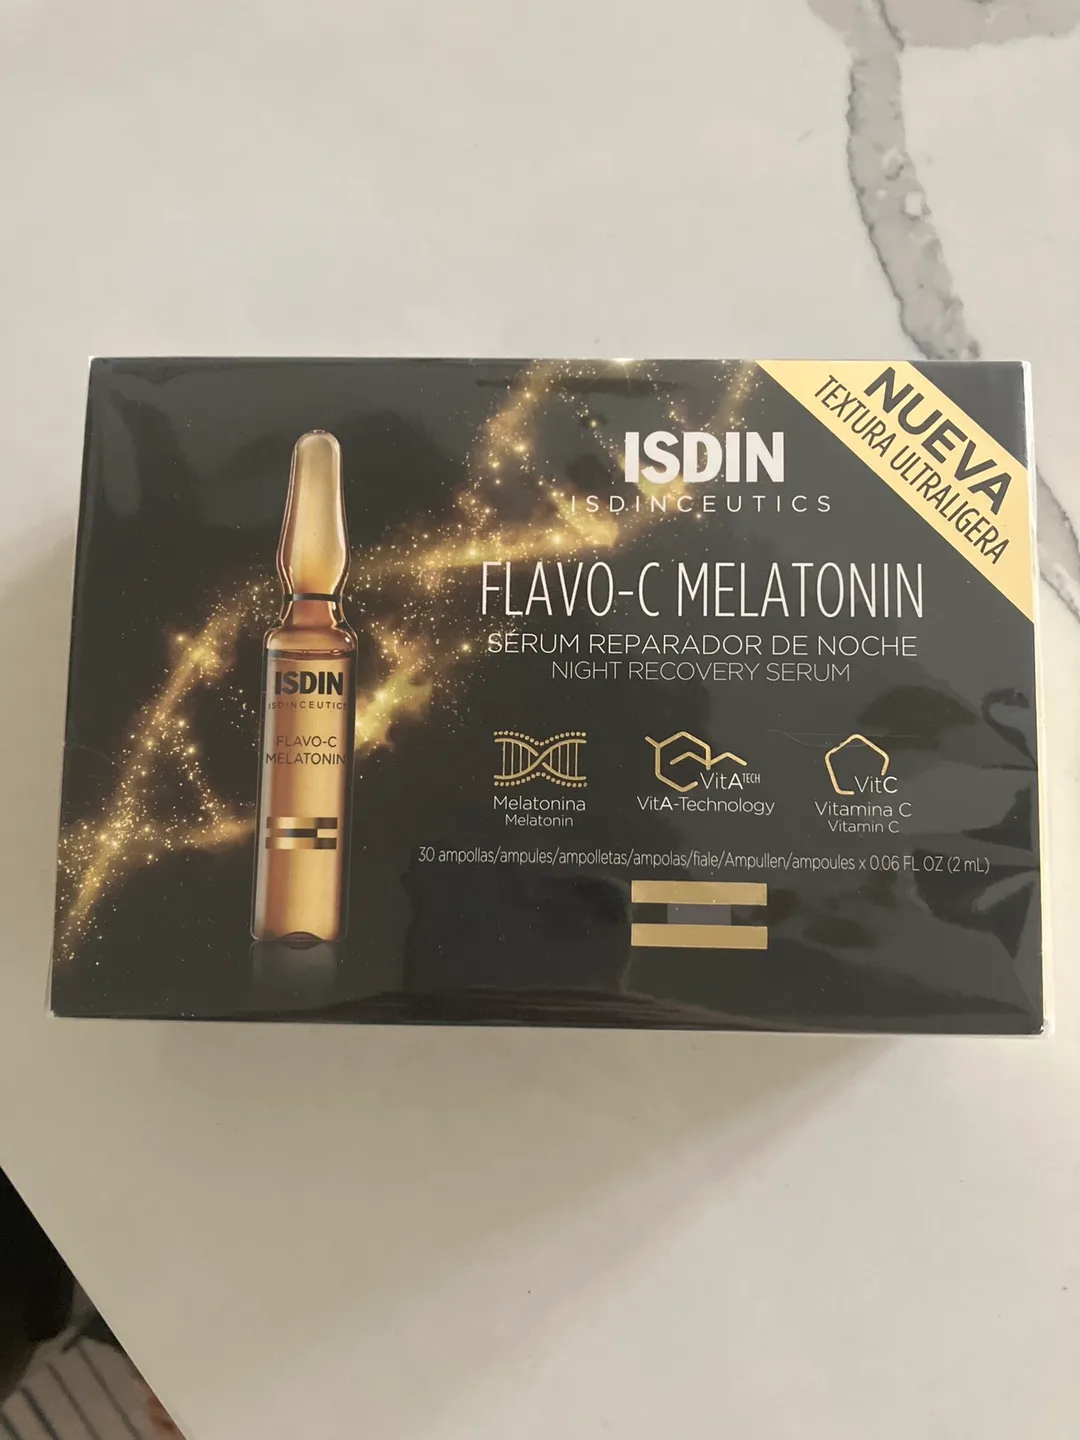 NUEVA
TEXTURA ULTRALIGERA
ISDIN
ISDINCEUTICS
FLAVO-C MELATONIN
SÉRUM REPARADOR DE NOCHE
NIGHT RECOVERY SERUM
ISDIN
ISDINCEUTICS
FLAVO-C
MELATONIN
VitA TECH
VitC
Melatonina
Melatonin
VitA-Technology
Vitamina C
Vitamin C
30 ampollas/ampules/ampolletas/ampolas/fiale/Ampullen/ampoules x 0.06 FL OZ (2 mL)